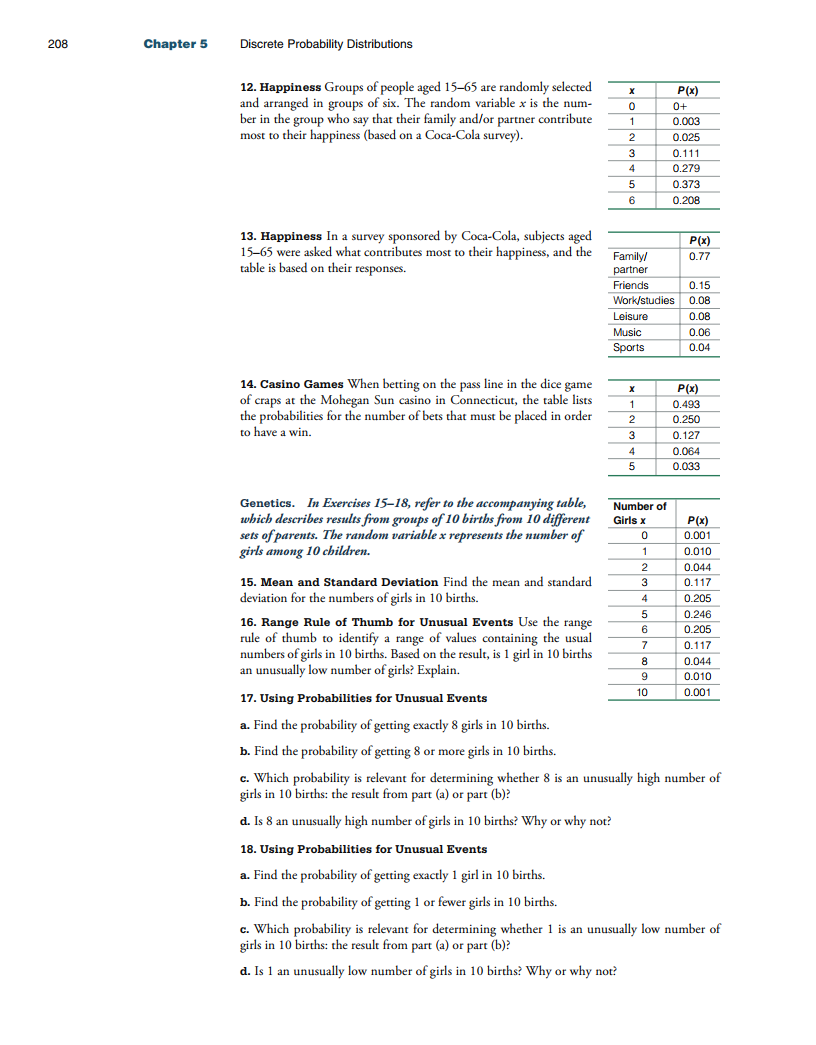 208 Chapter 5 Discrete Probability Distributions
12. Happiness Groups of people aged 15–65 are randomly selected
and arranged in groups of six. The random variable x is the num-
ber in the group who say that their family and/or partner contribute
most to their happiness (based on a Coca-Cola survey).
x P(x)
0 0+
1 0.003
2 0.025
3 0.111
4 0.279
5 0.373
6 0.208
13. Happiness In a survey sponsored by Coca-Cola, subjects aged
15–65 were asked what contributes most to their happiness, and the
table is based on their responses.
P(x)
Family/ 0.77
partner
Friends 0.15
Work/studies 0.08
Leisure 0.08
Music 0.06
Sports 0.04
14. Casino Games When betting on the pass line in the dice game
of craps at the Mohegan Sun casino in Connecticut, the table lists
the probabilities for the number of bets that must be placed in order
to have a win.
x P(x)
1 0.493
2 0.250
3 0.127
4 0.064
5 0.033
Genetics. In Exercises 15–18, refer to the accompanying table,
which describes results from groups of 10 births from 10 different
sets of parents. The random variable x represents the number of
girls among 10 children.
Number of
Girls x P(x)
0 0.001
1 0.010
2 0.044
3 0.117
4 0.205
5 0.246
6 0.205
7 0.117
8 0.044
9 0.010
10 0.001
15. Mean and Standard Deviation Find the mean and standard
deviation for the numbers of girls in 10 births.
16. Range Rule of Thumb for Unusual Events Use the range
rule of thumb to identify a range of values containing the usual
numbers of girls in 10 births. Based on the result, is 1 girl in 10 births
an unusually low number of girls? Explain.
17. Using Probabilities for Unusual Events
a. Find the probability of getting exactly 8 girls in 10 births.
b. Find the probability of getting 8 or more girls in 10 births.
c. Which probability is relevant for determining whether 8 is an unusually high number of
girls in 10 births: the result from part (a) or part (b)?
d. Is 8 an unusually high number of girls in 10 births? Why or why not?
18. Using Probabilities for Unusual Events
a. Find the probability of getting exactly 1 girl in 10 births.
b. Find the probability of getting 1 or fewer girls in 10 births.
c. Which probability is relevant for determining whether 1 is an unusually low number of
girls in 10 births: the result from part (a) or part (b)?
d. Is 1 an unusually low number of girls in 10 births? Why or why not?